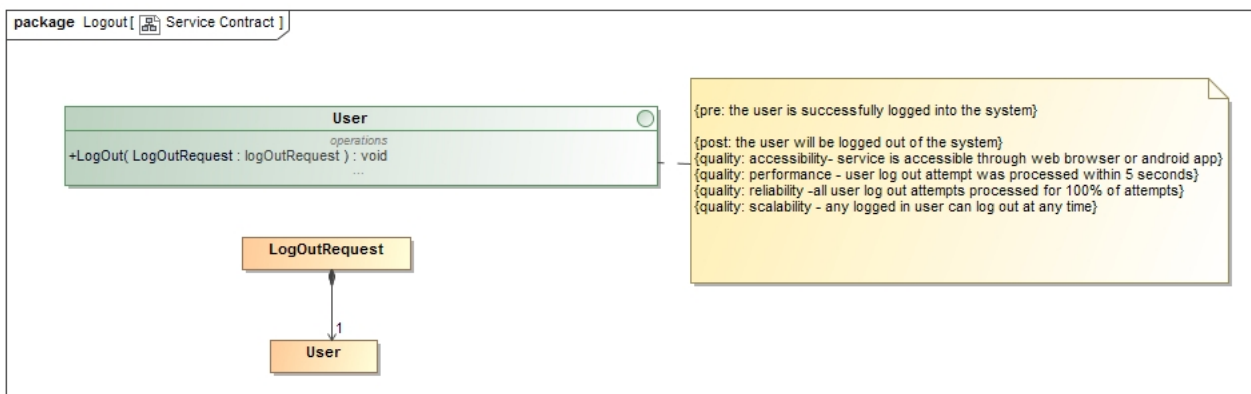 package Logout[ Service Contract ]
User
operations
+LogOut( LogOutRequest : logOutRequest ) : void
...
{pre: the user is successfully logged into the system}
{post: the user will be logged out of the system}
{quality: accessibility- service is accessible through web browser or android app}
{quality: performance - user log out attempt was processed within 5 seconds}
{quality: reliability -all user log out attempts processed for 100% of attempts}
{quality: scalability - any logged in user can log out at any time}
LogOutRequest
1
User